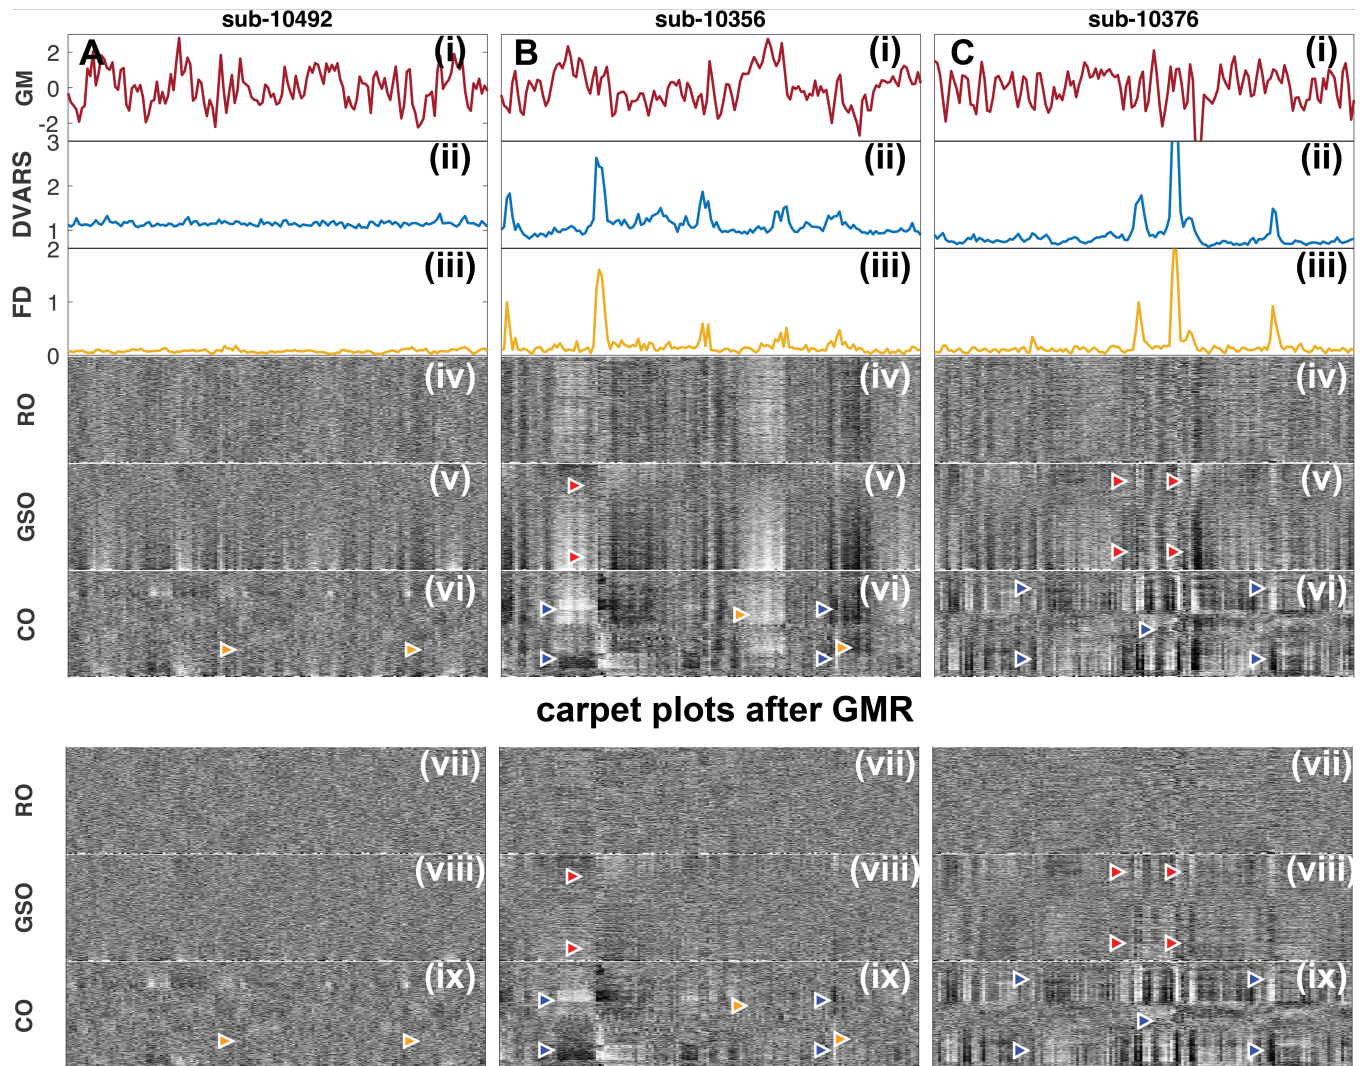 sub-10492 sub-10356 sub-10376
A (i) B (i) C (i)
GM 2 0 -2
(ii) (ii) (ii)
DVARS 3 2 1
(iii) (iii) (iii)
FD 2 1 0
RO (iv) (iv) (iv)
GSO (v) (v) (v)
CO (vi) (vi) (vi)
carpet plots after GMR
RO (vii) (vii) (vii)
GSO (viii) (viii) (viii)
CO (ix) (ix) (ix)